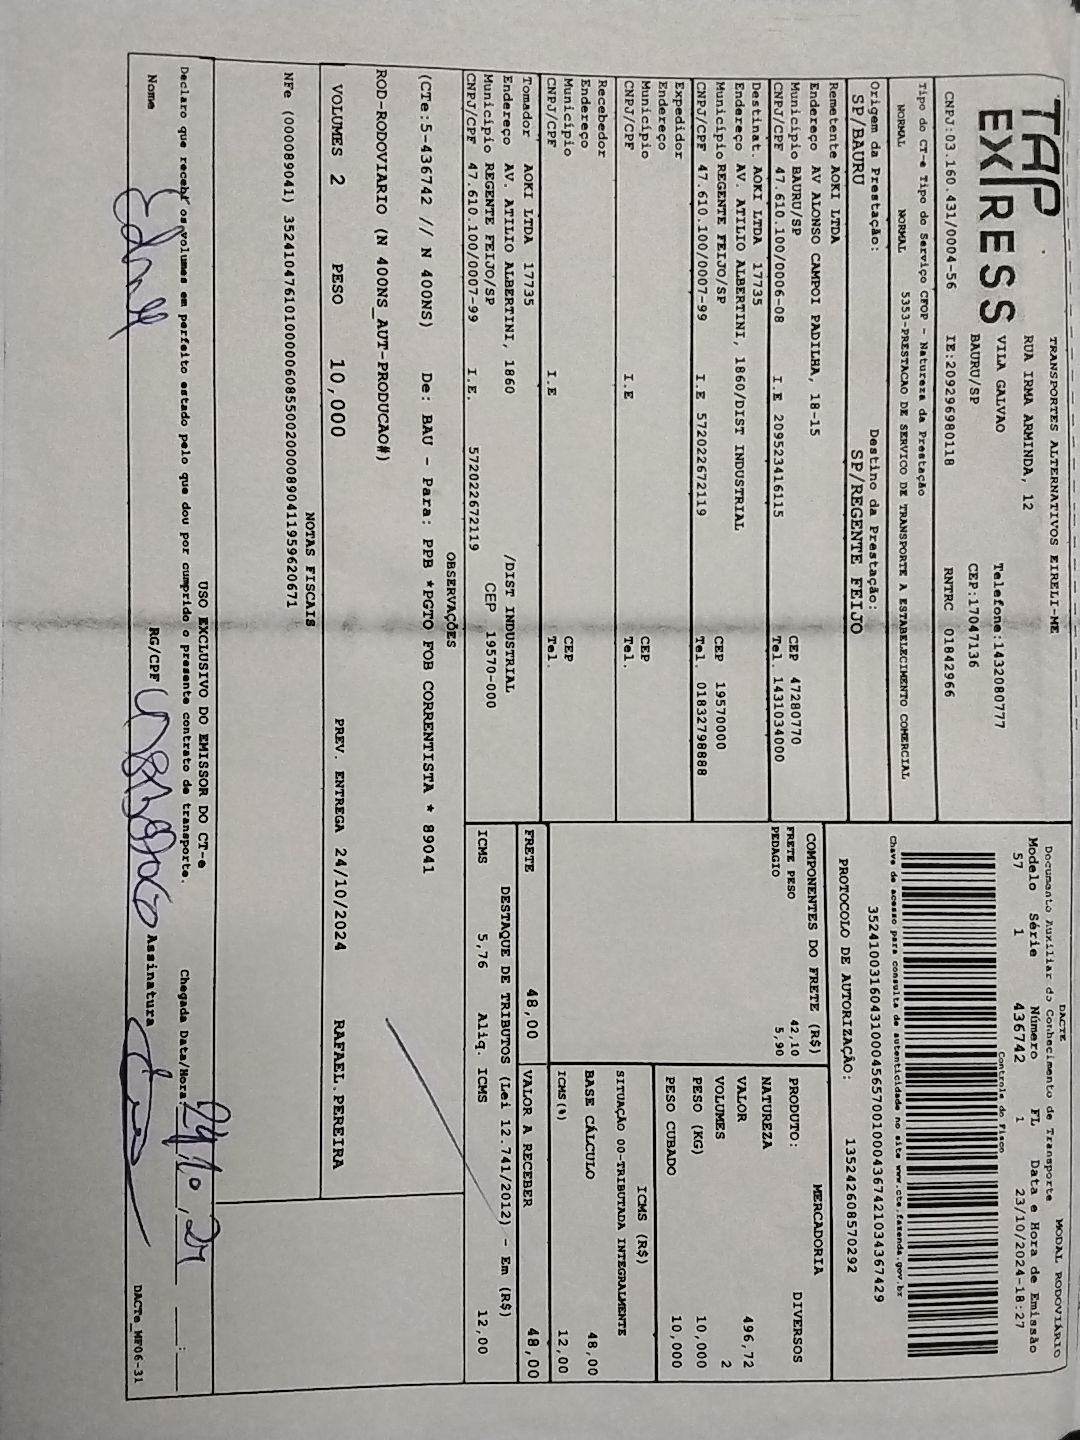 TAP
EXPRESS
TRANSPORTES ALTERNATIVOS EIRELI-ME
RUA IRMA ARMINDA, 12
VILA GALVAO Telefone:1432080777
BAURU/SP CEP:17047136
CNPJ:03.160.431/0004-56 IE:209296980118 RNTRC 01842966
Tipo do CT-e Tipo do Serviço CFOP - Natureza da Prestação
NORMAL NORMAL 5353-PRESTACAO DE SERVICO DE TRANSPORTE A ESTABELECIMENTO COMERCIAL
Origem da Prestação: Destino da Prestação:
SP/BAURU SP/REGENTE FEIJO
DACTE MODAL RODOVIÁRIO
Documento Auxiliar do Conhecimento de Transporte
Modelo Série Número FL Data e Hora de Emissão
57 1 436742 1 23/10/2024-18:27
Controle do Fisco
Chave de acesso para consulta de autenticidade no site www.cte.fazenda.gov.br
PROTOCOLO DE AUTORIZAÇÃO: 135242608570292
Remetente AOKI LTDA
Endereço AV ALONSO CAMPOI PADILHA, 18-15
Município BAURU/SP CEP 47280770
CNPJ/CPF 47.610.100/0006-08 I.E 209523416115 Tel. 1431034000
Destinat. AOKI LTDA 17735
Endereço AV. ATILIO ALBERTINI, 1860/DIST INDUSTRIAL
Município REGENTE FEIJO/SP CEP 19570000
CNPJ/CPF 47.610.100/0007-99 I.E 572022672119 Tel. 01832798888
Expedidor
Endereço
Município CEP
CNPJ/CPF I.E Tel.
Recebedor
Endereço
Município CEP
CNPJ/CPF I.E Tel.
Tomador AOKI LTDA 17735
Endereço AV. ATILIO ALBERTINI, 1860 /DIST INDUSTRIAL
Município REGENTE FEIJO/SP CEP 19570-000
CNPJ/CPF 47.610.100/0007-99 I.E. 572022672119
COMPONENTES DO FRETE (R$)
FRETE PESO 42,10
PEDAGIO 5,90
MERCADORIA
PRODUTO: DIVERSOS
NATUREZA
VALOR 496,72
VOLUMES 2
PESO (KG) 10,000
PESO CUBADO 10,000
ICMS (R$)
SITUAÇÃO 00-TRIBUTADA INTEGRALMENTE
BASE CÁLCULO 48,00
ICMS(%) 12,00
FRETE 48,00 VALOR A RECEBER 48,00
DESTAQUE DE TRIBUTOS (Lei 12.741/2012) - Em (R$)
ICMS 5,76 Aliq. ICMS 12,00
OBSERVAÇÕES
(CTe:5-436742 // N 400NS) De: BAU - Para: PPB *PGTO FOB CORRENTISTA * 89041
ROD-RODOVIARIO (N 400NS_AUT-PRODUCAO#)
VOLUMES 2 PESO 10,000 PREV. ENTREGA 24/10/2024 RAFAEL.PEREIRA
NOTAS FISCAIS
NFe (000089041) 35241047610100000608550020000890411959620671
USO EXCLUSIVO DO EMISSOR DO CT-e
Declaro que recebi os volumes em perfeito estado pelo que dou por cumprido o presente contrato de transporte. Chegada Data/Hora 24/10/24 __:__
Nome RG/CPF Assinatura
DACTe_MF06-31